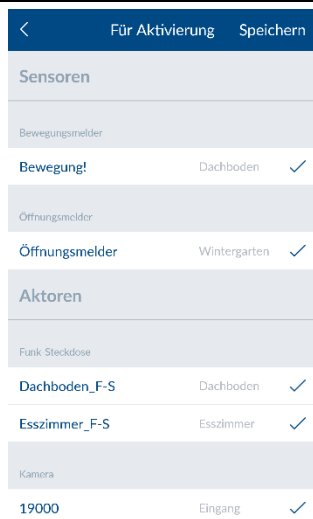 Für Aktivierung Speichern
Sensoren
Bewegungsmelder
Bewegung! Dachboden
Öffnungsmelder
Öffnungsmelder Wintergarten
Aktoren
Funk Steckdose
Dachboden_F-S Dachboden
Esszimmer_F-S Esszimmer
Kamera
19000 Eingang